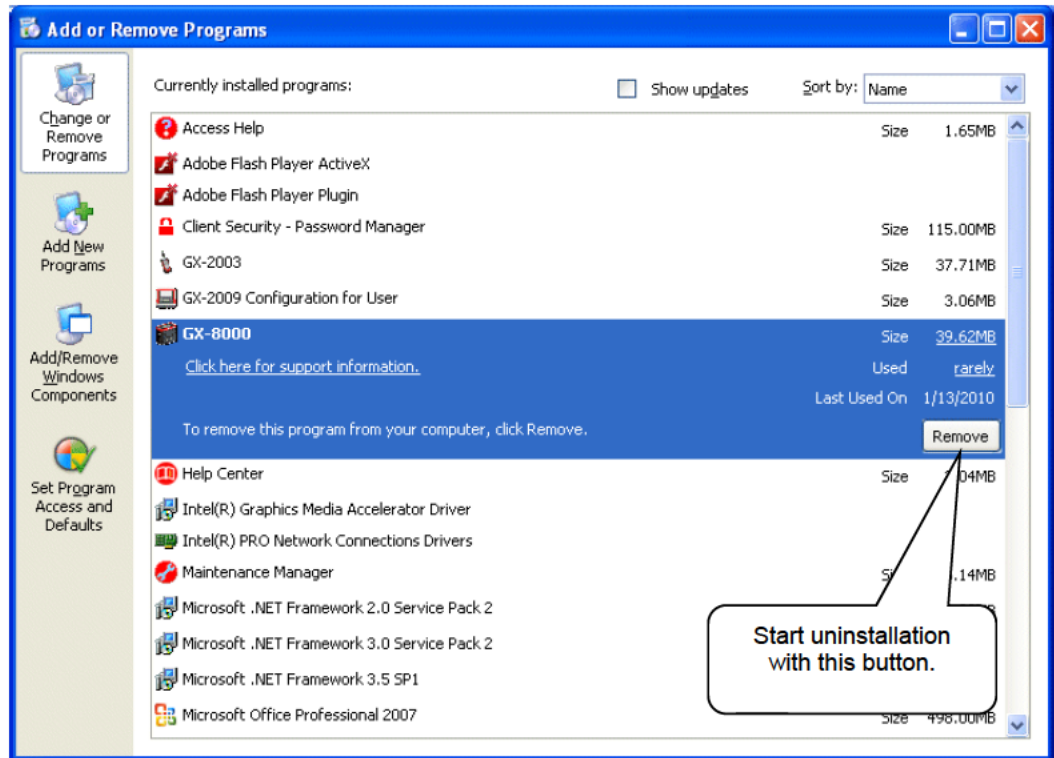 Add or Remove Programs
Change or
Remove
Programs
Add New
Programs
Add/Remove
Windows
Components
Set Program
Access and
Defaults
Currently installed programs:
Show updates
Sort by: Name
Access Help Size 1.65MB
Adobe Flash Player ActiveX
Adobe Flash Player Plugin
Client Security - Password Manager Size 115.00MB
GX-2003 Size 37.71MB
GX-2009 Configuration for User Size 3.06MB
GX-8000 Size 39.62MB
Click here for support information. Used rarely
Last Used On 1/13/2010
To remove this program from your computer, click Remove. Remove
Help Center Size
Intel(R) Graphics Media Accelerator Driver
Intel(R) PRO Network Connections Drivers
Maintenance Manager
Microsoft .NET Framework 2.0 Service Pack 2
Microsoft .NET Framework 3.0 Service Pack 2
Microsoft .NET Framework 3.5 SP1
Microsoft Office Professional 2007 Size 498.00MB
Start uninstallation
with this button.